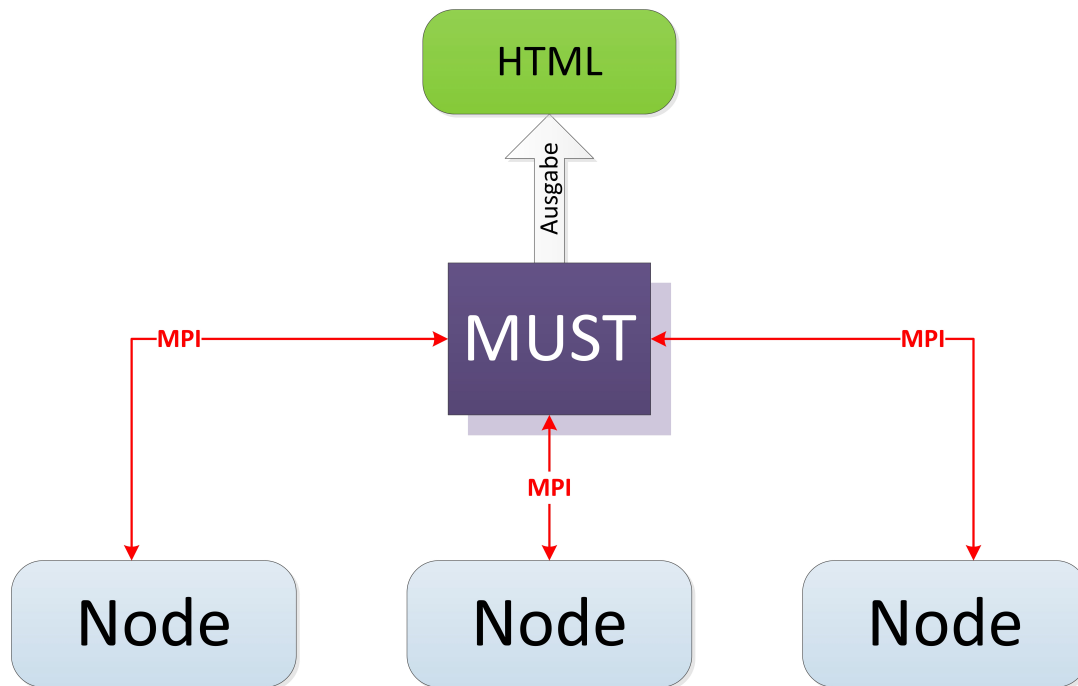 HTML
Ausgabe
MUST
MPI
MPI
MPI
Node
Node
Node